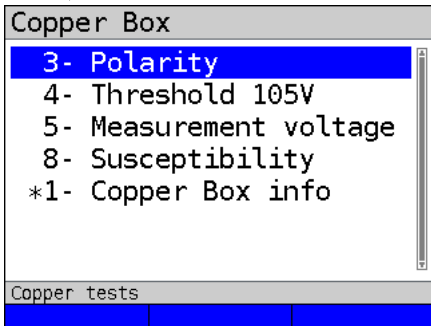 Copper Box
3- Polarity
4- Threshold 105V
5- Measurement voltage
8- Susceptibility
*1- Copper Box info
Copper tests